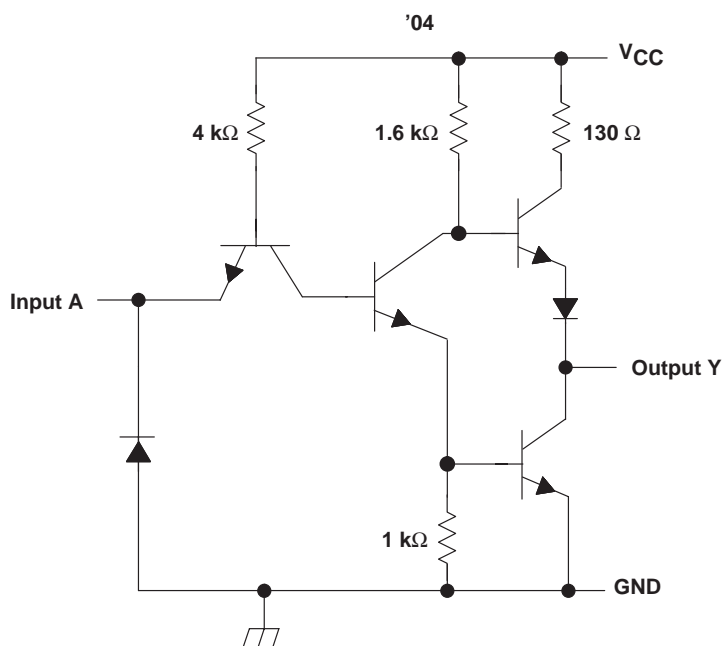 ’04
VCC
4 kΩ
1.6 kΩ
130 Ω
Input A
Output Y
1 kΩ
GND